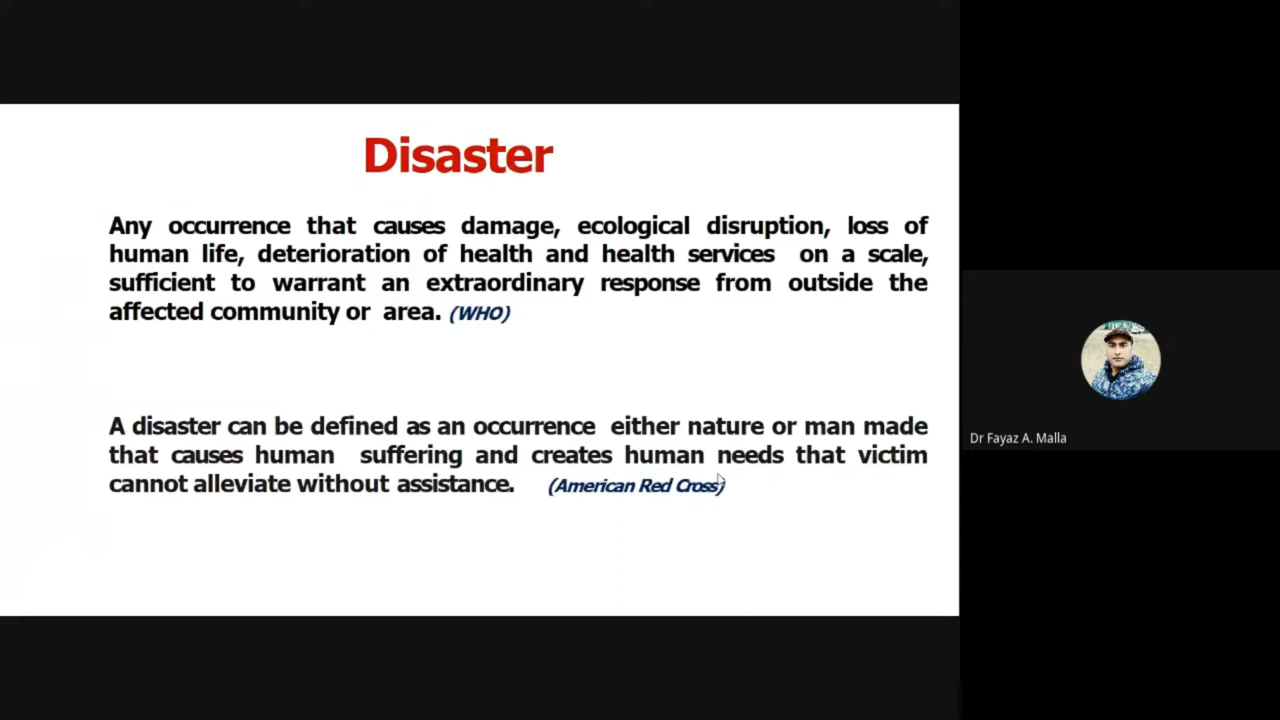 Disaster
Any occurrence that causes damage, ecological disruption, loss of
human life, deterioration of health and health services on a scale,
sufficient to warrant an extraordinary response from outside the
affected community or area. (WHO)
A disaster can be defined as an occurrence either nature or man made
that causes human suffering and creates human needs that victim
cannot alleviate without assistance. (American Red Cross)
Dr Fayaz A. Malla